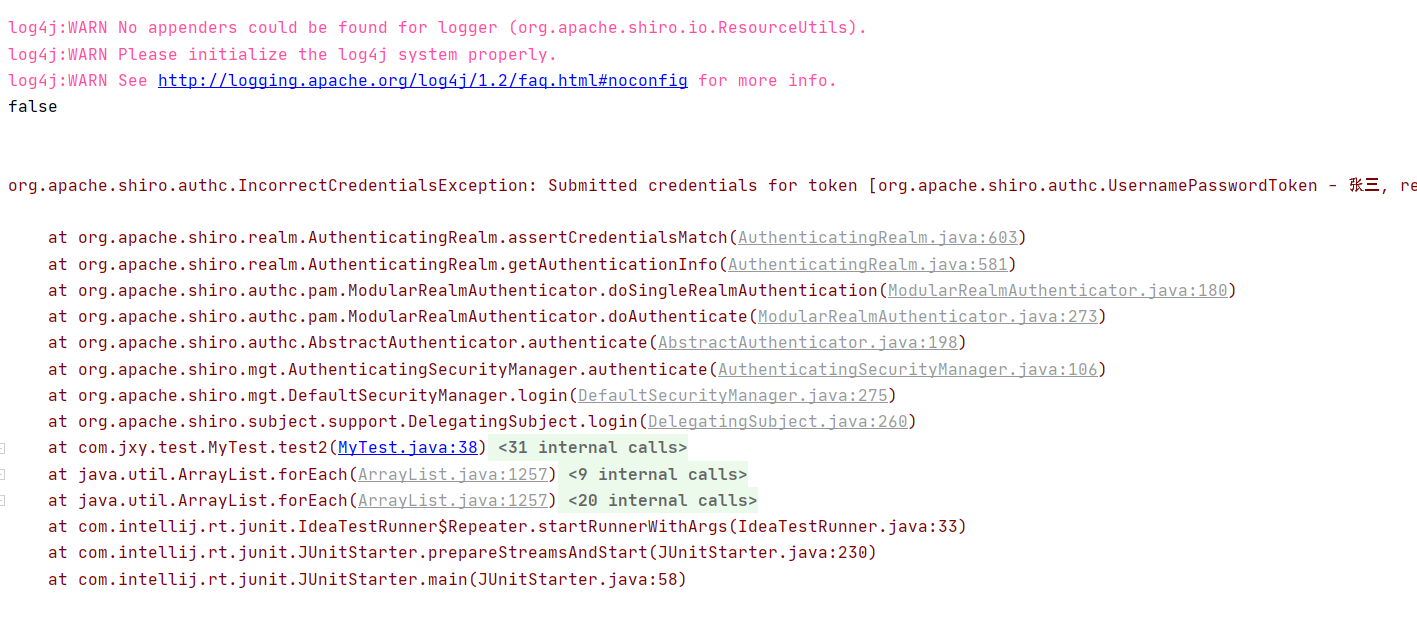 log4j:WARN No appenders could be found for logger (org.apache.shiro.io.ResourceUtils).
log4j:WARN Please initialize the log4j system properly.
log4j:WARN See http://logging.apache.org/log4j/1.2/faq.html#noconfig for more info.
false
org.apache.shiro.authc.IncorrectCredentialsException: Submitted credentials for token [org.apache.shiro.authc.UsernamePasswordToken - 张三, re
at org.apache.shiro.realm.AuthenticatingRealm.assertCredentialsMatch(AuthenticatingRealm.java:603)
at org.apache.shiro.realm.AuthenticatingRealm.getAuthenticationInfo(AuthenticatingRealm.java:581)
at org.apache.shiro.authc.pam.ModularRealmAuthenticator.doSingleRealmAuthentication(ModularRealmAuthenticator.java:180)
at org.apache.shiro.authc.pam.ModularRealmAuthenticator.doAuthenticate(ModularRealmAuthenticator.java:273)
at org.apache.shiro.authc.AbstractAuthenticator.authenticate(AbstractAuthenticator.java:198)
at org.apache.shiro.mgt.AuthenticatingSecurityManager.authenticate(AuthenticatingSecurityManager.java:106)
at org.apache.shiro.mgt.DefaultSecurityManager.login(DefaultSecurityManager.java:275)
at org.apache.shiro.subject.support.DelegatingSubject.login(DelegatingSubject.java:260)
at com.jxy.test.MyTest.test2(MyTest.java:38) <31 internal calls>
at java.util.ArrayList.forEach(ArrayList.java:1257) <9 internal calls>
at java.util.ArrayList.forEach(ArrayList.java:1257) <20 internal calls>
at com.intellij.rt.junit.IdeaTestRunner$Repeater.startRunnerWithArgs(IdeaTestRunner.java:33)
at com.intellij.rt.junit.JUnitStarter.prepareStreamsAndStart(JUnitStarter.java:230)
at com.intellij.rt.junit.JUnitStarter.main(JUnitStarter.java:58)